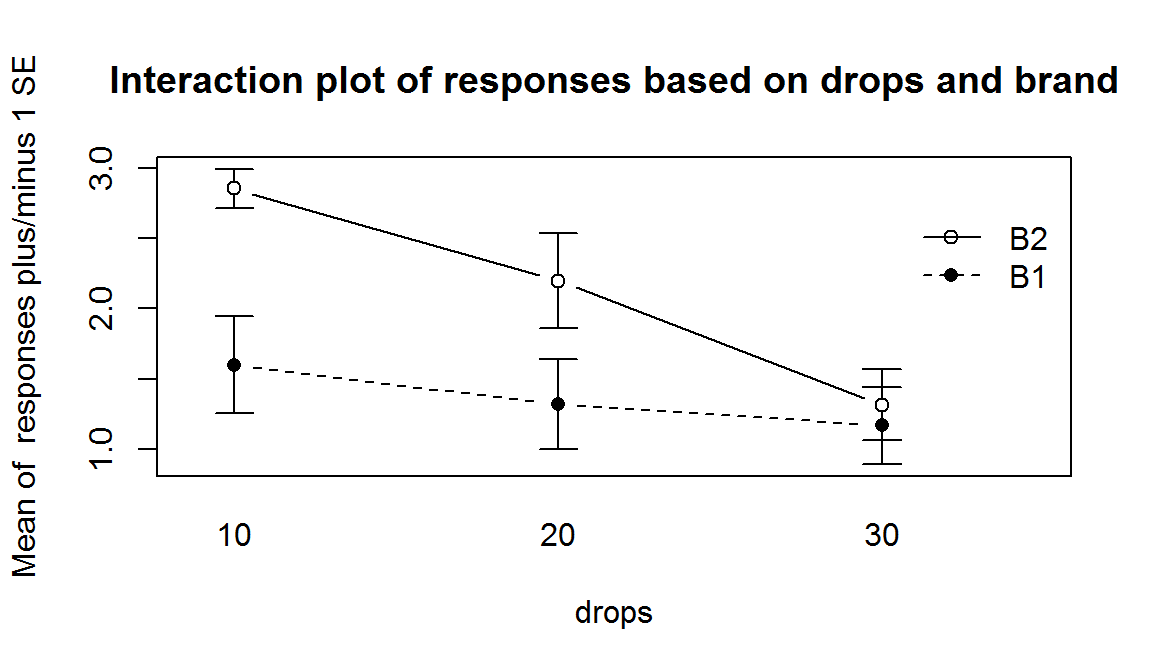 Interaction plot of responses based on drops and brand
Mean of  responses plus/minus 1 SE
3.0
2.0
1.0
B2
B1
10 20 30
drops